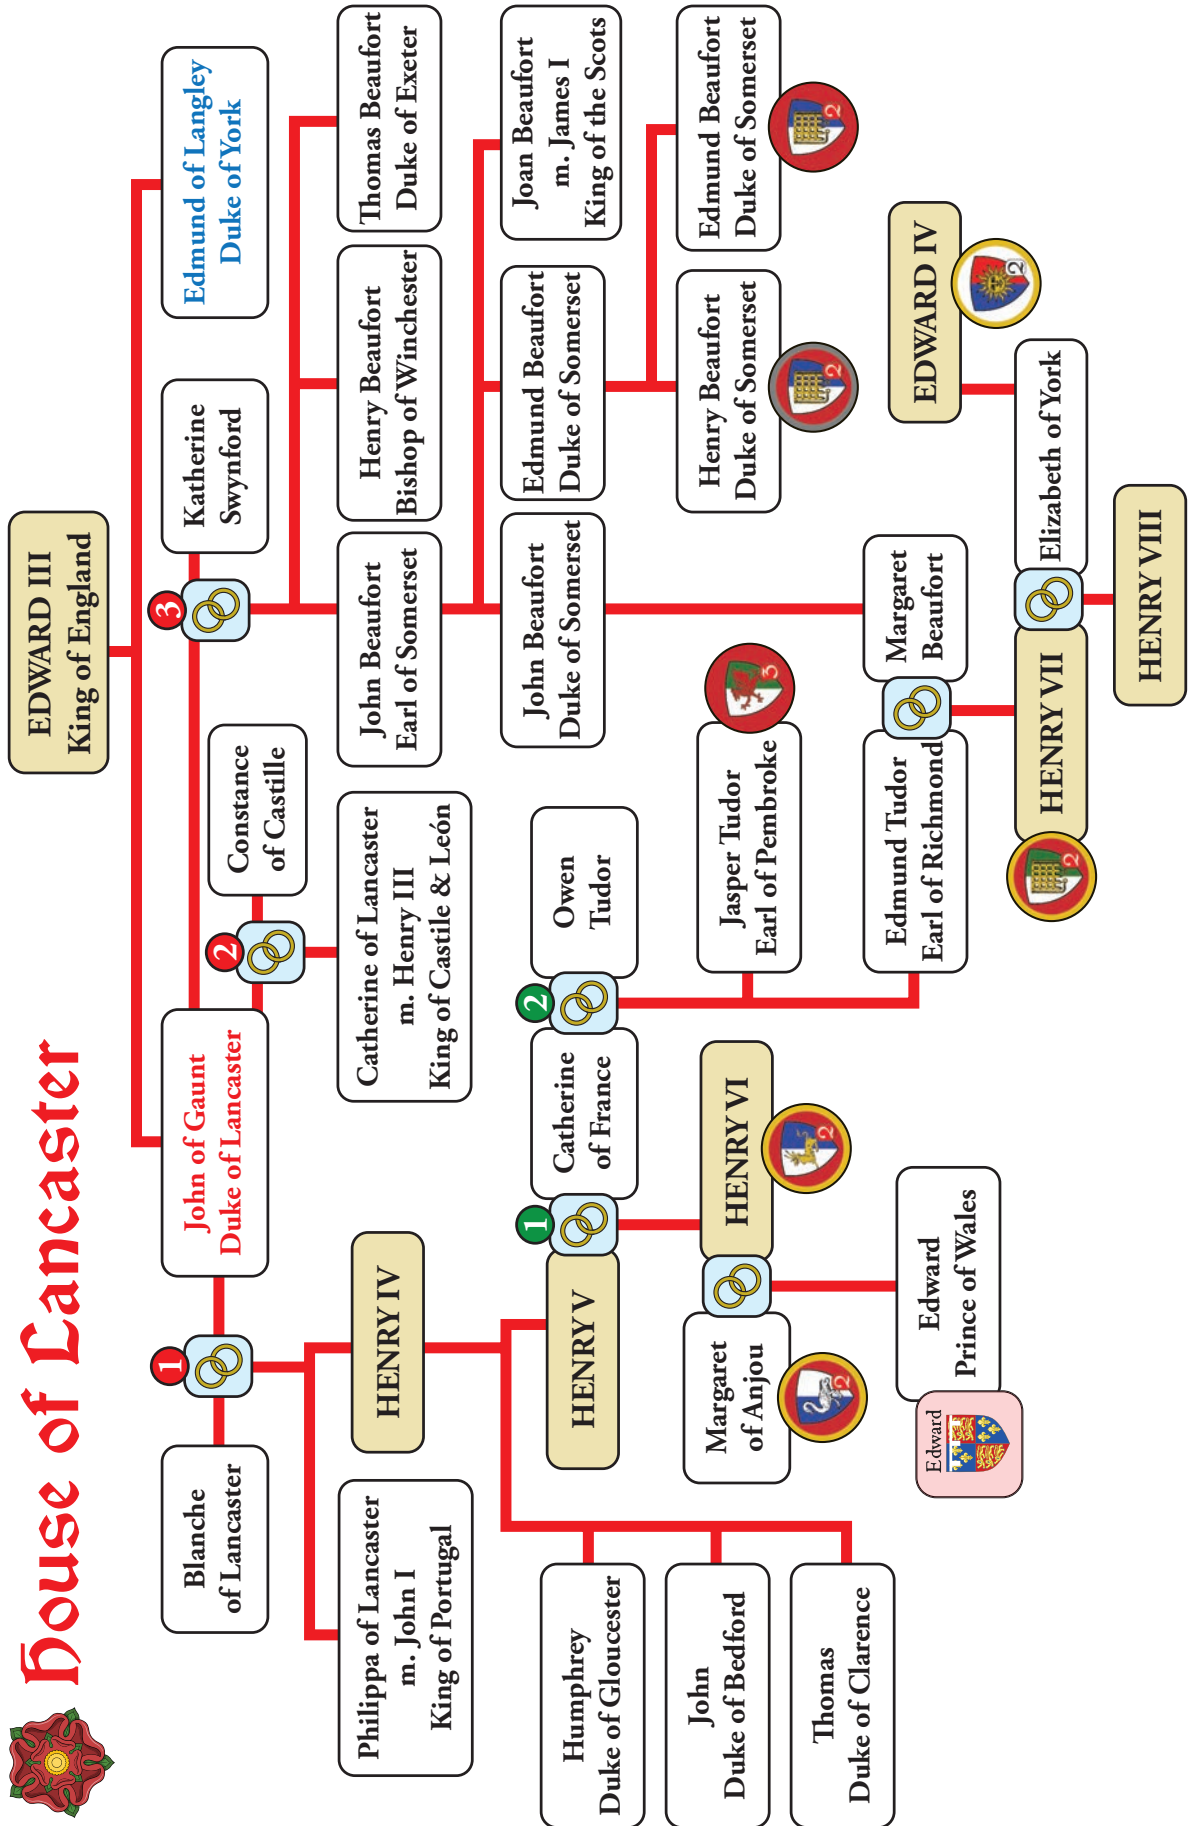 House of Lancaster
EDWARD III
King of England
Blanche
of Lancaster
1
John of Gaunt
Duke of Lancaster
2
Constance
of Castille
3
Katherine
Swynford
Edmund of Langley
Duke of York
Philippa of Lancaster
m. John I
King of Portugal
HENRY IV
Catherine of Lancaster
m. Henry III
King of Castile & León
John Beaufort
Earl of Somerset
Henry Beaufort
Bishop of Winchester
Thomas Beaufort
Duke of Exeter
Humphrey
Duke of Gloucester
HENRY V
1
Catherine
of France
2
Owen
Tudor
John Beaufort
Duke of Somerset
Edmund Beaufort
Duke of Somerset
Joan Beaufort
m. James I
King of the Scots
John
Duke of Bedford
Margaret
of Anjou
2
HENRY VI
2
Jasper Tudor
Earl of Pembroke
3
Henry Beaufort
Duke of Somerset
2
Edmund Beaufort
Duke of Somerset
2
Thomas
Duke of Clarence
Edward
Edward
Prince of Wales
Edmund Tudor
Earl of Richmond
Margaret
Beaufort
EDWARD IV
2
2
HENRY VII
Elizabeth of York
HENRY VIII